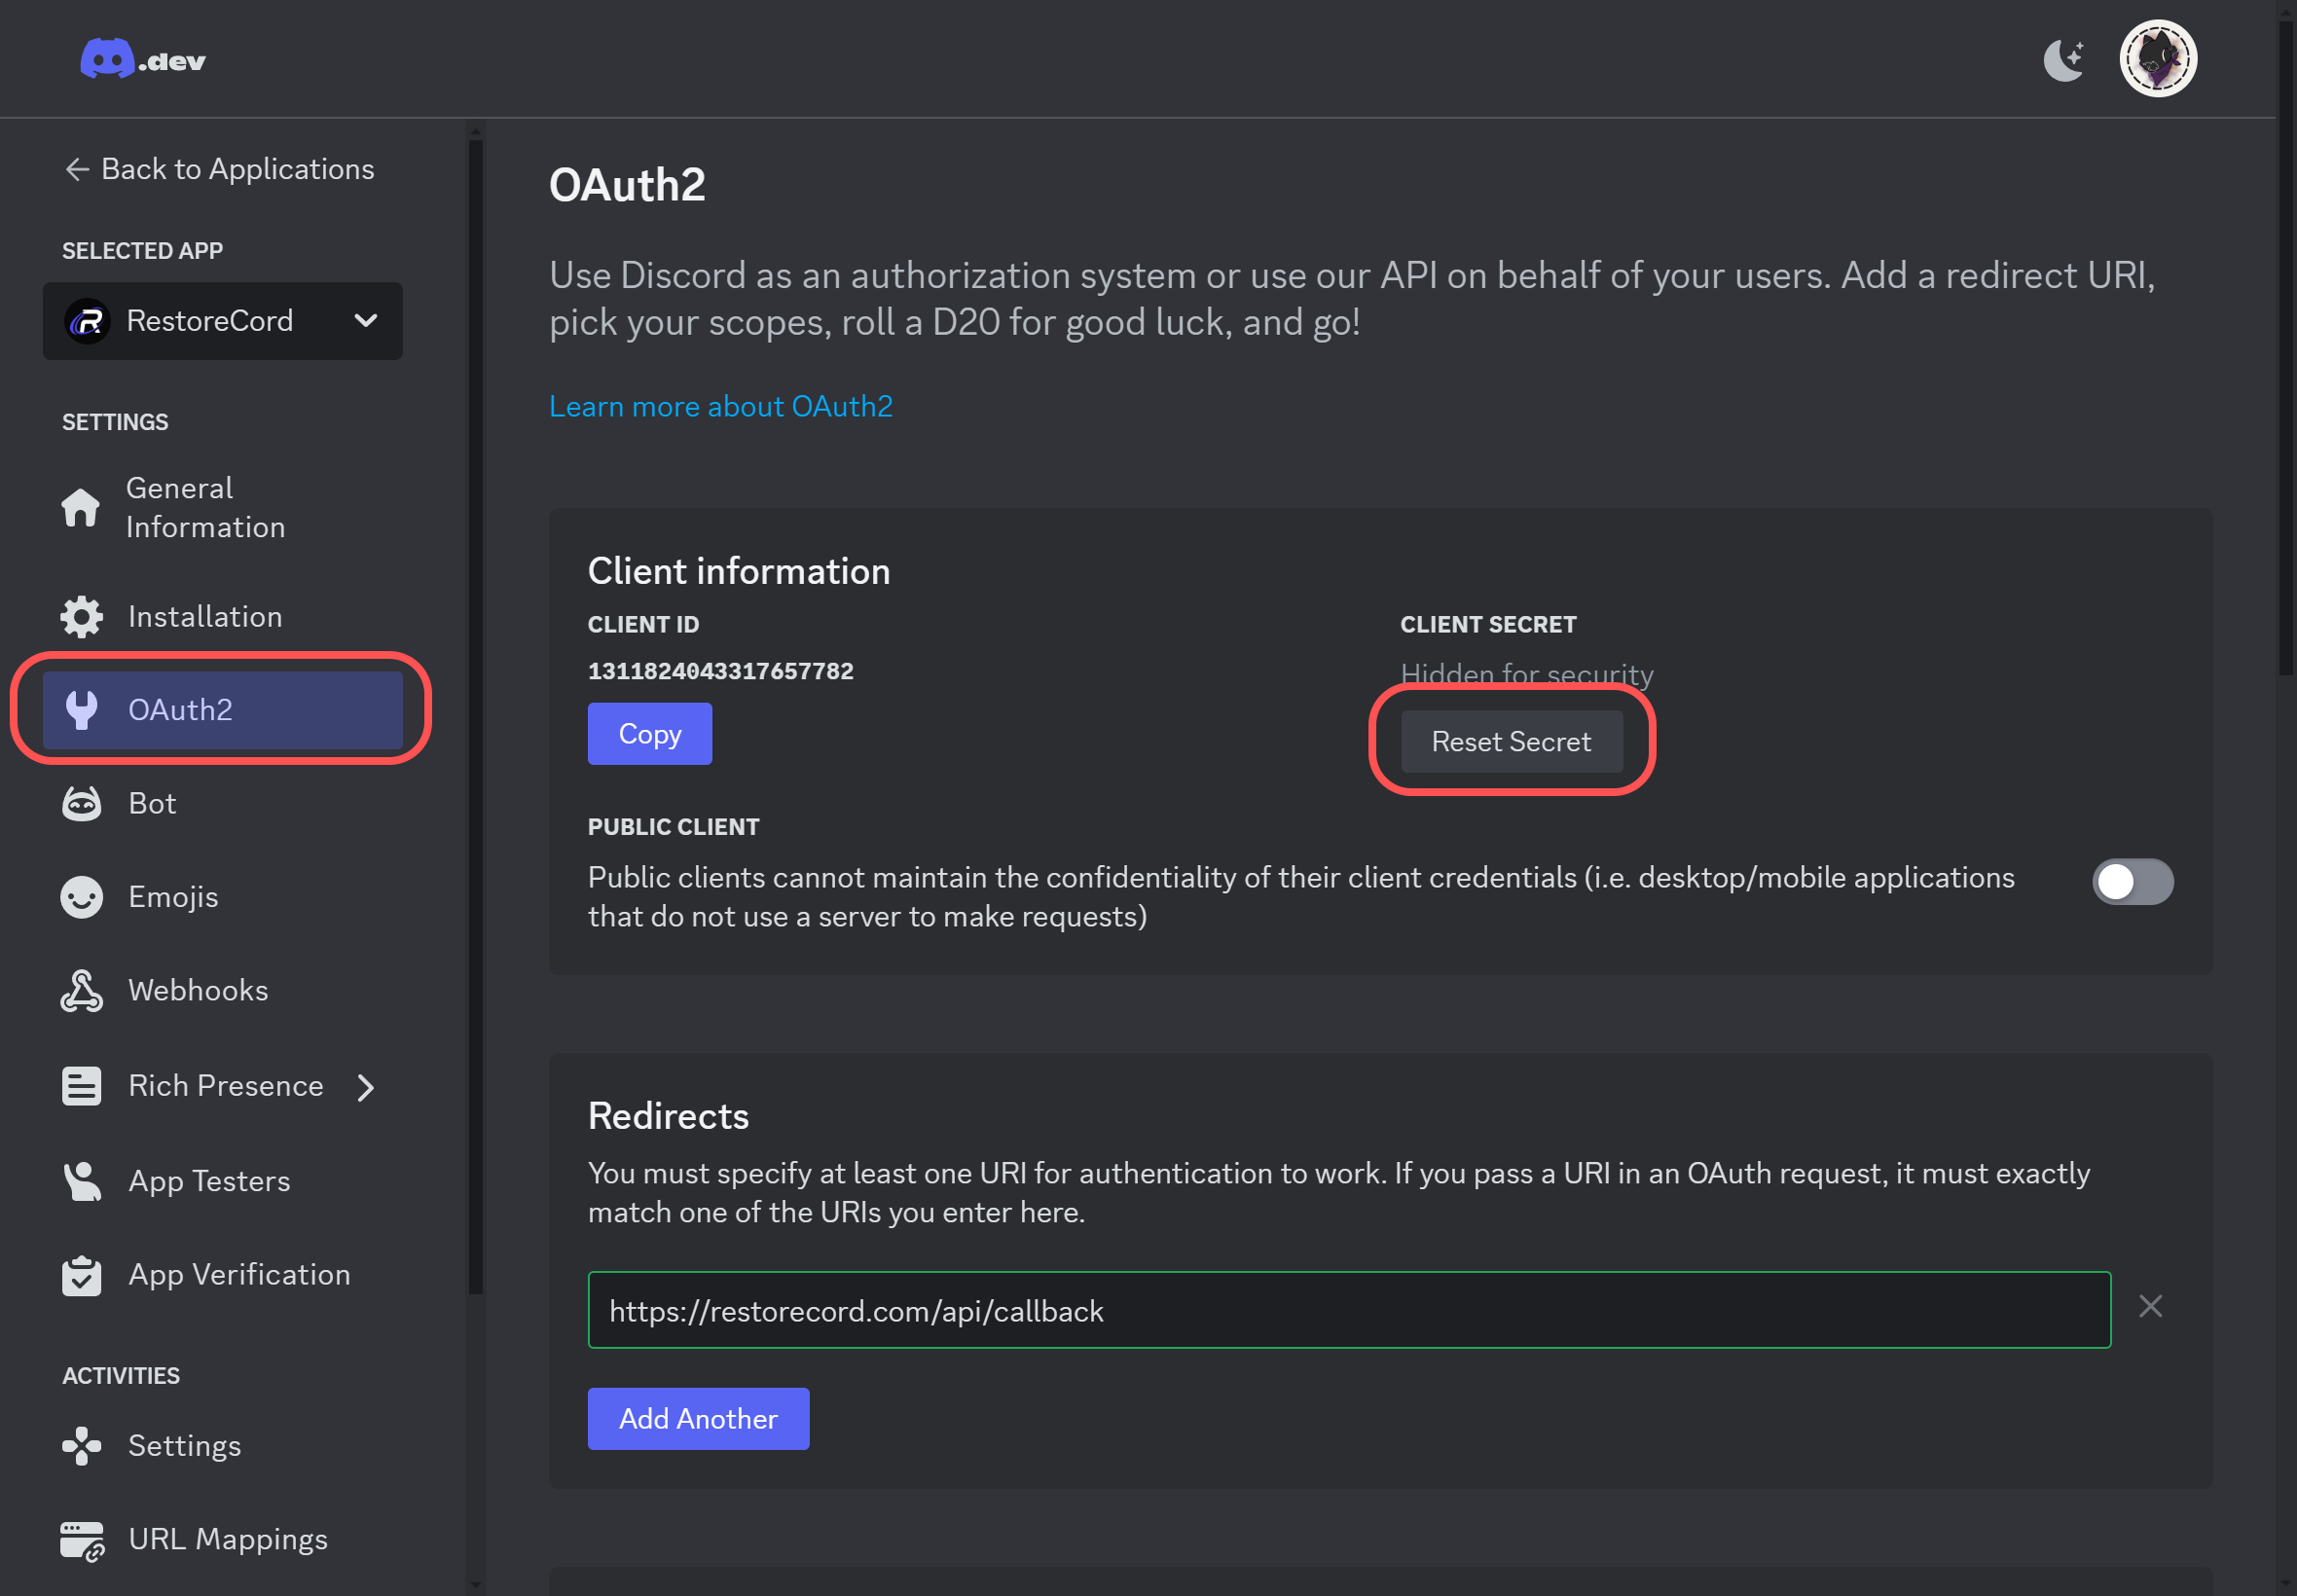 .dev
Back to Applications
SELECTED APP
RestoreCord
SETTINGS
General
Information
Installation
OAuth2
Bot
Emojis
Webhooks
Rich Presence
App Testers
App Verification
ACTIVITIES
Settings
URL Mappings
OAuth2
Use Discord as an authorization system or use our API on behalf of your users. Add a redirect URI,
pick your scopes, roll a D20 for good luck, and go!
Learn more about OAuth2
Client information
CLIENT ID
1311824043317657782
Copy
CLIENT SECRET
Hidden for security
Reset Secret
PUBLIC CLIENT
Public clients cannot maintain the confidentiality of their client credentials (i.e. desktop/mobile applications
that do not use a server to make requests)
Redirects
You must specify at least one URI for authentication to work. If you pass a URI in an OAuth request, it must exactly
match one of the URIs you enter here.
https://restorecord.com/api/callback
Add Another